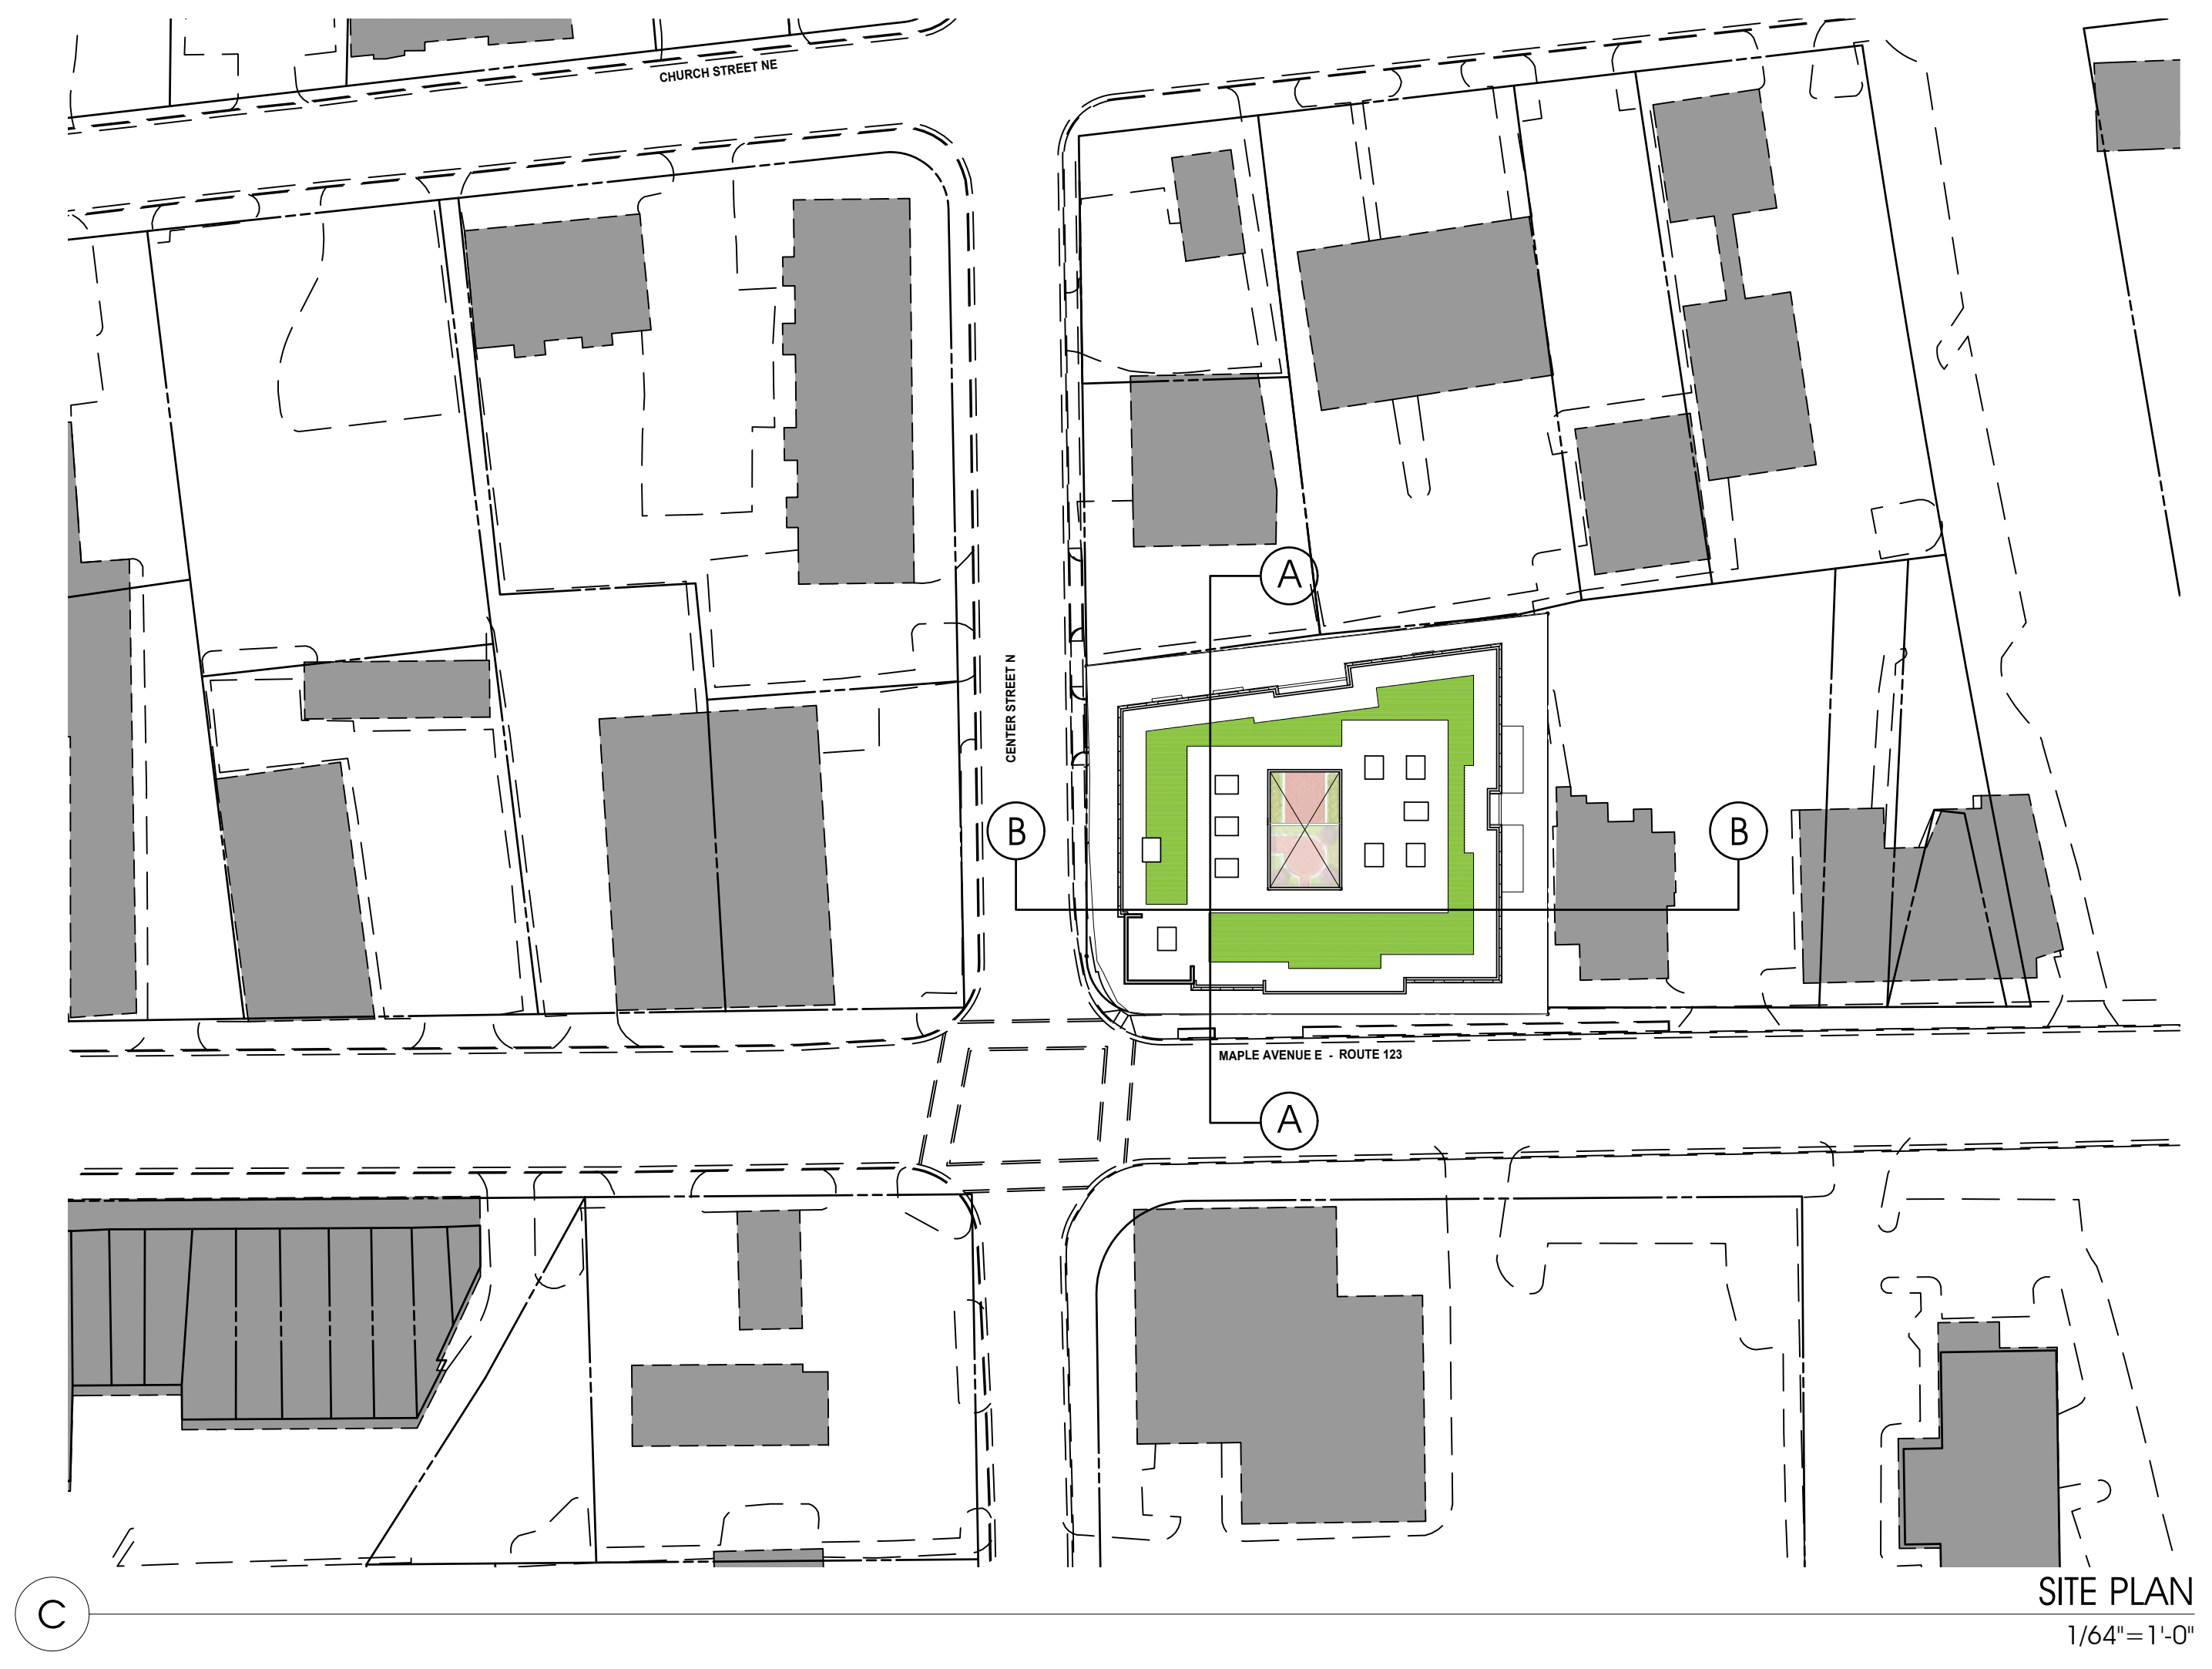 CHURCH STREET NE
A
CENTER STREET N
B
B
MAPLE AVENUE E - ROUTE 123
A
C
SITE PLAN
1/64"=1'-0"